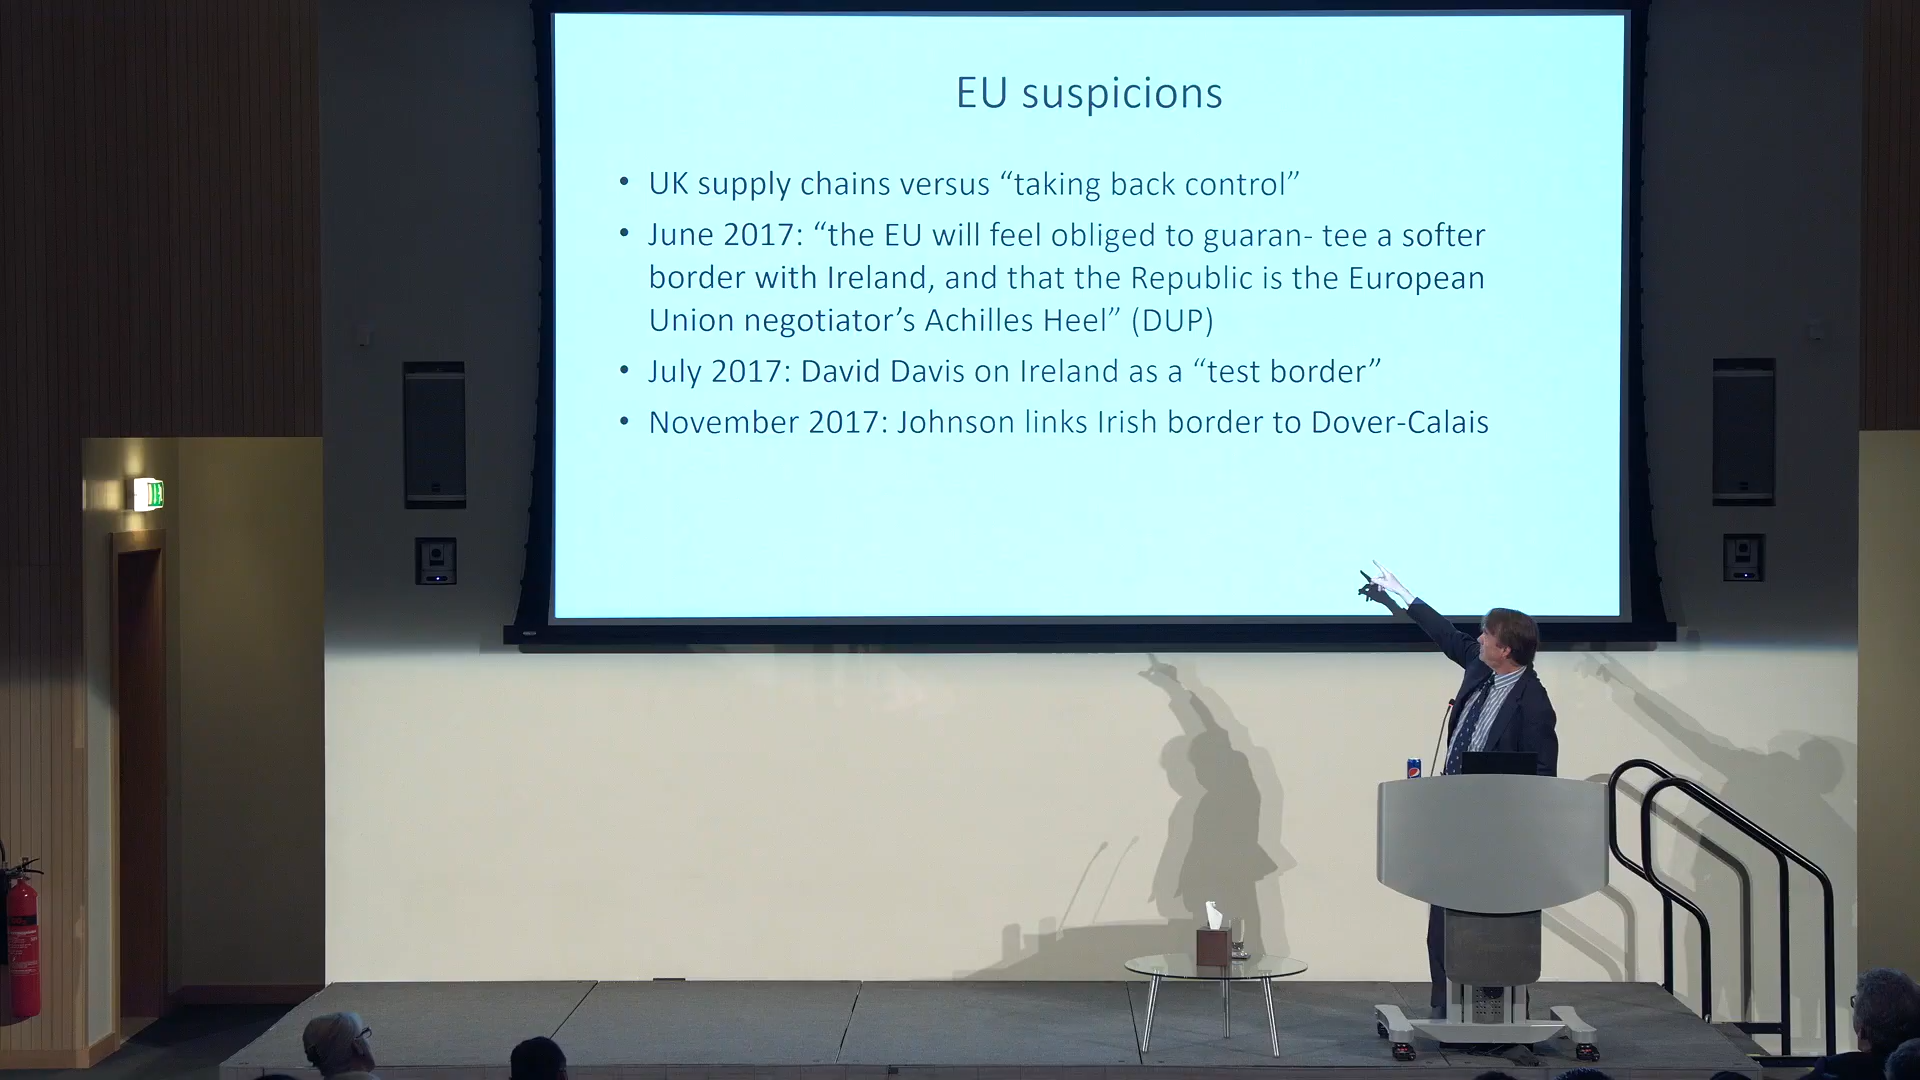 EU suspicions
• UK supply chains versus “taking back control”
• June 2017: “the EU will feel obliged to guaran- tee a softer
border with Ireland, and that the Republic is the European
Union negotiator’s Achilles Heel” (DUP)
• July 2017: David Davis on Ireland as a “test border”
• November 2017: Johnson links Irish border to Dover-Calais